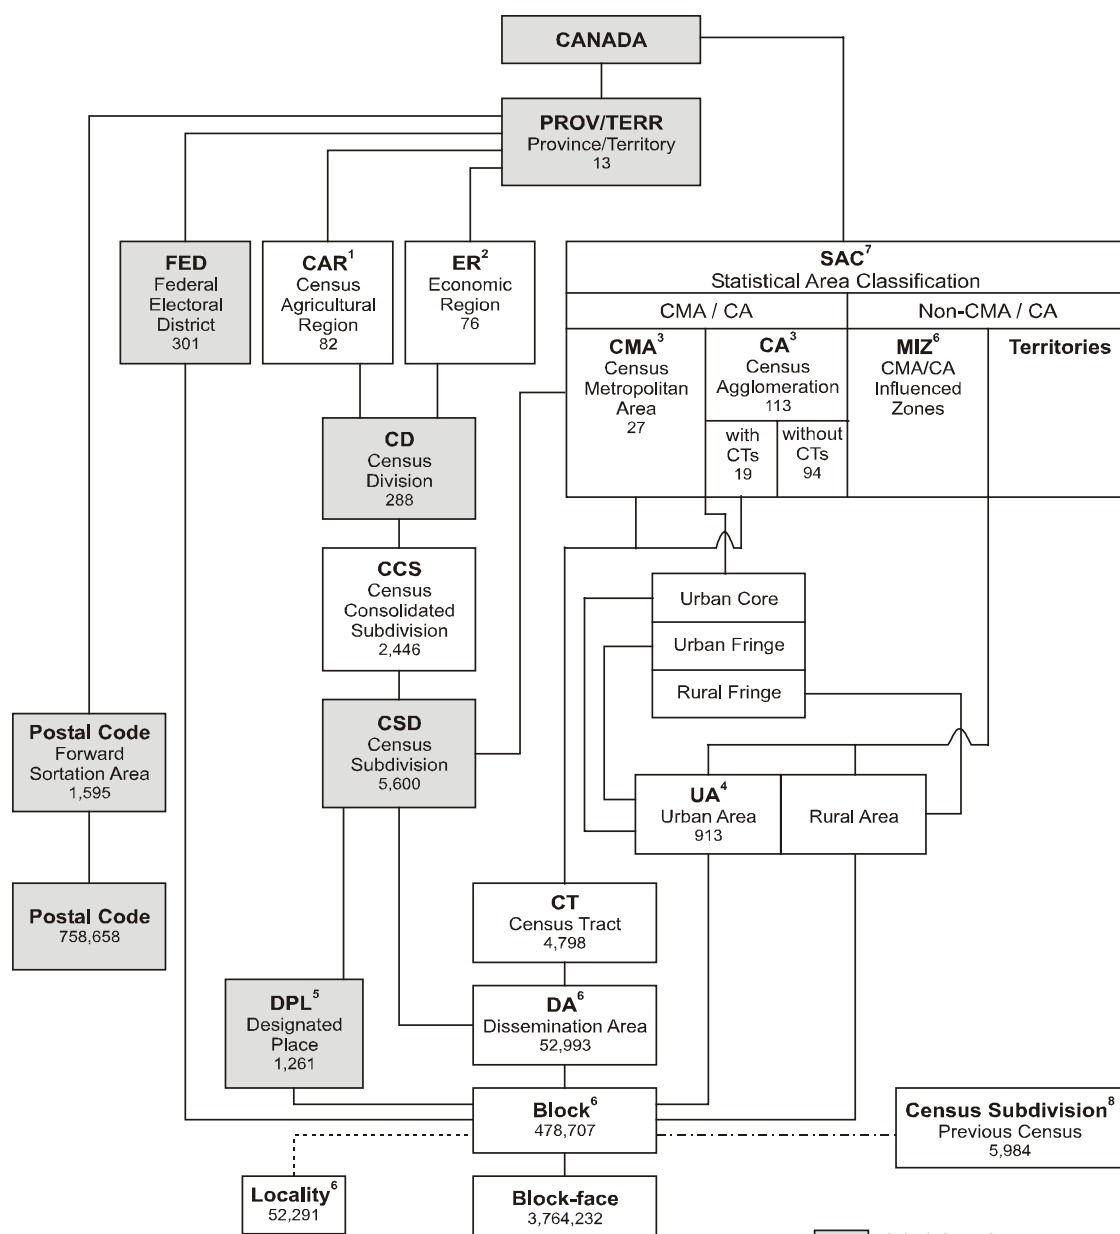 CANADA
PROV/TERR
Province/Territory
13
FED
Federal
Electoral
District
301
CAR1
Census
Agricultural
Region
82
ER2
Economic
Region
76
SAC7
Statistical Area Classification
CMA / CA
Non-CMA / CA
CMA3
Census
Metropolitan
Area
27
CA3
Census
Agglomeration
113
with
CTs
19
without
CTs
94
MIZ6
CMA/CA
Influenced
Zones
Territories
CD
Census
Division
288
CCS
Census
Consolidated
Subdivision
2,446
Urban Core
Urban Fringe
Rural Fringe
Postal Code
Forward
Sortation Area
1,595
CSD
Census
Subdivision
5,600
UA4
Urban Area
913
Rural Area
Postal Code
758,658
CT
Census Tract
4,798
DPL5
Designated
Place
1,261
DA6
Dissemination Area
52,993
Block6
478,707
Census Subdivision8
Previous Census
5,984
Locality6
52,291
Block-face
3,764,232